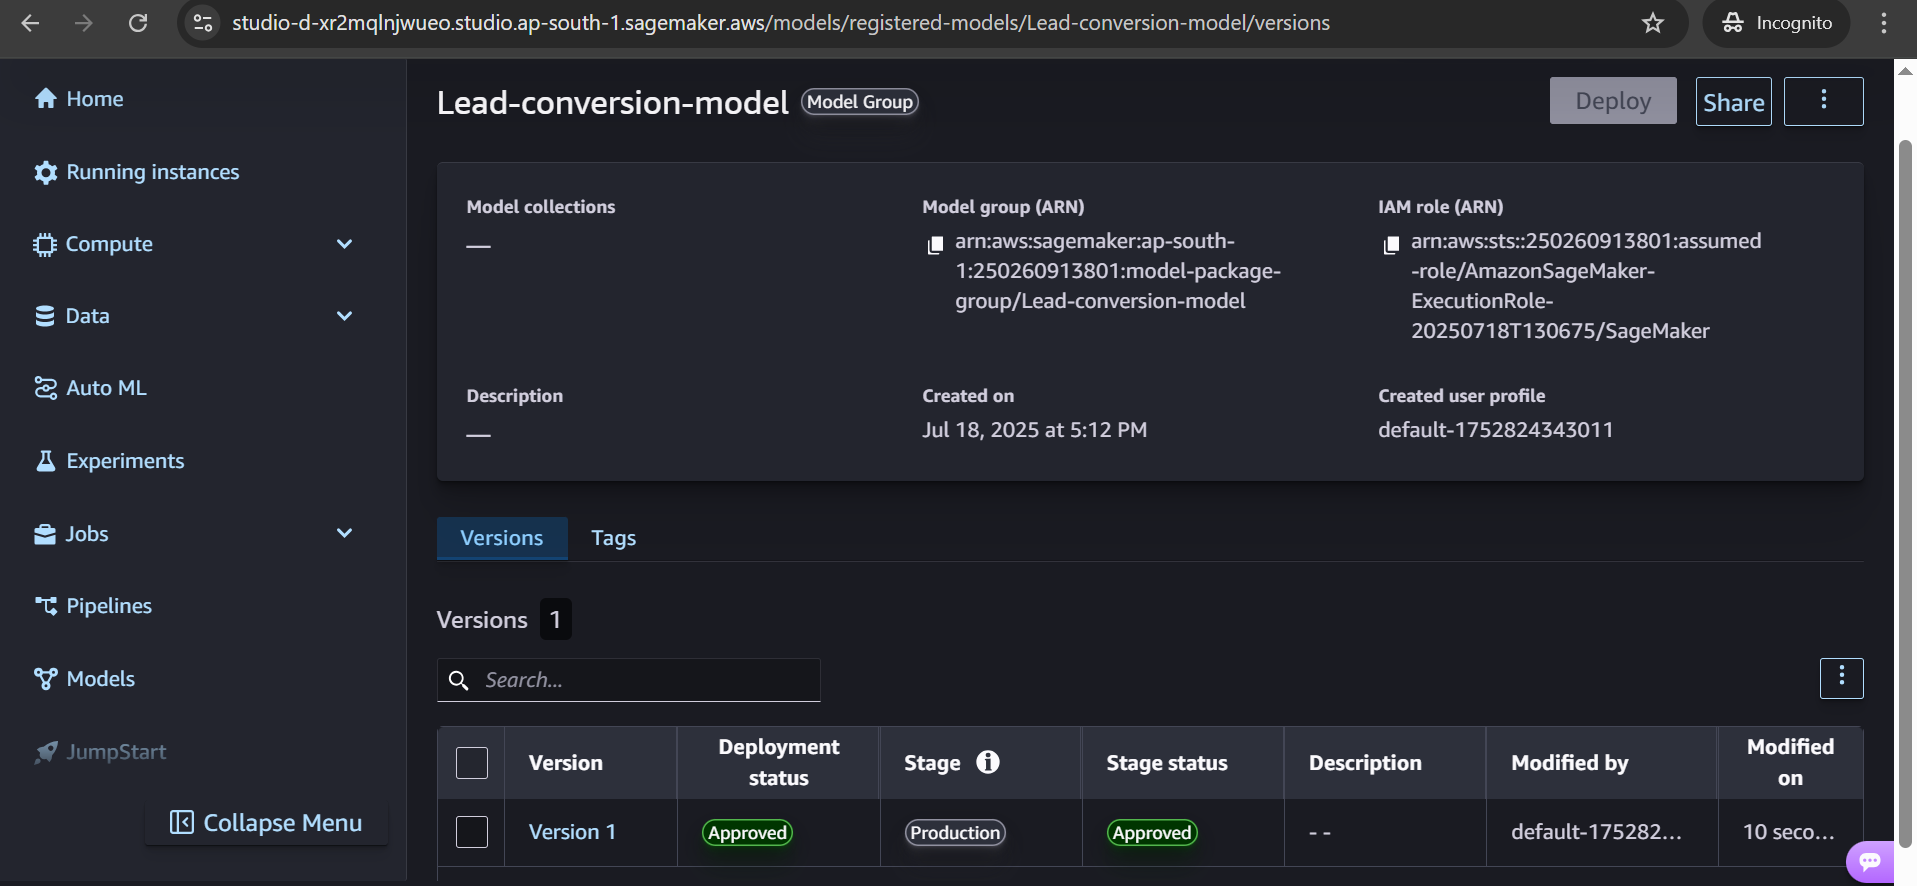 studio-d-xr2mqlnjwueo.studio.ap-south-1.sagemaker.aws/models/registered-models/Lead-conversion-model/versions
Incognito
Home
Running instances
Compute
Data
Auto ML
Experiments
Jobs
Pipelines
Models
JumpStart
Collapse Menu
Lead-conversion-model Model Group
Deploy Share
Model collections
—
Model group (ARN)
arn:aws:sagemaker:ap-south-
1:250260913801:model-package-
group/Lead-conversion-model
IAM role (ARN)
arn:aws:sts::250260913801:assumed
-role/AmazonSageMaker-
ExecutionRole-
20250718T130675/SageMaker
Description
—
Created on
Jul 18, 2025 at 5:12 PM
Created user profile
default-1752824343011
Versions Tags
Versions 1
Search...
Version Deployment status Stage Stage status Description Modified by Modified on
Version 1 Approved Production Approved - - default-175282... 10 seco...